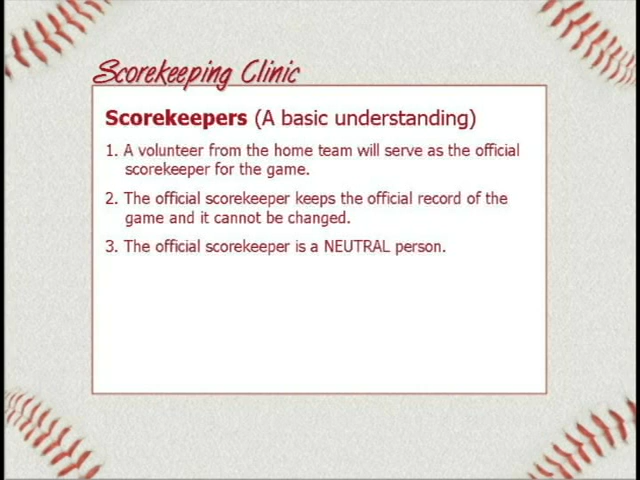 Scorekeeping Clinic
Scorekeepers (A basic understanding)
1. A volunteer from the home team will serve as the official
scorekeeper for the game.
2. The official scorekeeper keeps the official record of the
game and it cannot be changed.
3. The official scorekeeper is a NEUTRAL person.